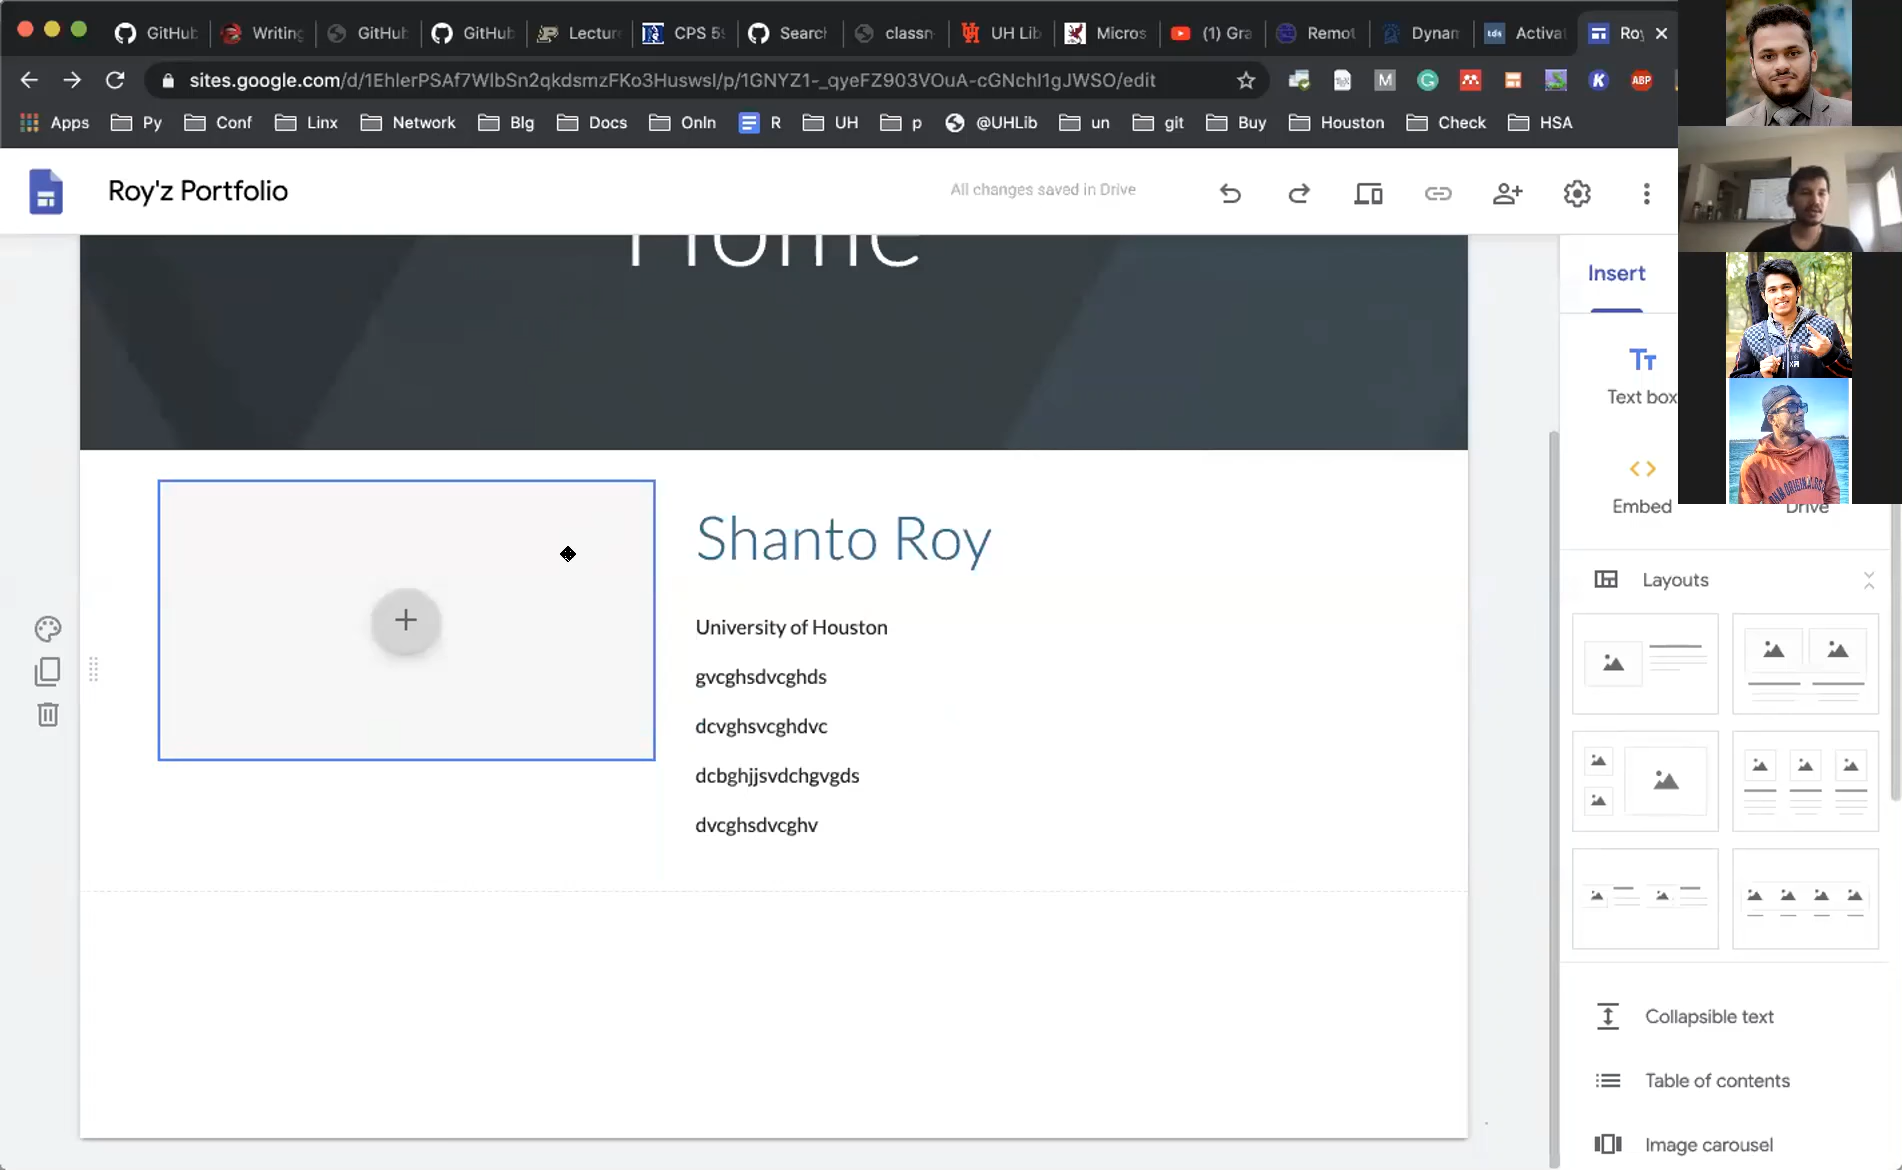 GitHub
Writing
GitHub
GitHub
Lecture
CPS 59
Search
classn
UH Lib
Micros
(1) Gra
Remot
Dynam
Activat
Roy
sites.google.com/d/1EhlerPSAf7WlbSn2qkdsmzFKo3Huswsl/p/1GNYZ1-_qyeFZ903VOuA-cGNchl1gJWSO/edit
Apps
Py
Conf
Linx
Network
Blg
Docs
Onln
R
UH
p
@UHLib
un
git
Buy
Houston
Check
HSA
Roy'z Portfolio
All changes saved in Drive
Home
Insert
Text box
Embed
Drive
Shanto Roy
University of Houston
gvcghsdvcghds
dcvghsvcghdvc
dcbghjjsvdchgvgds
dvcghsdvcghv
Layouts
Collapsible text
Table of contents
Image carousel